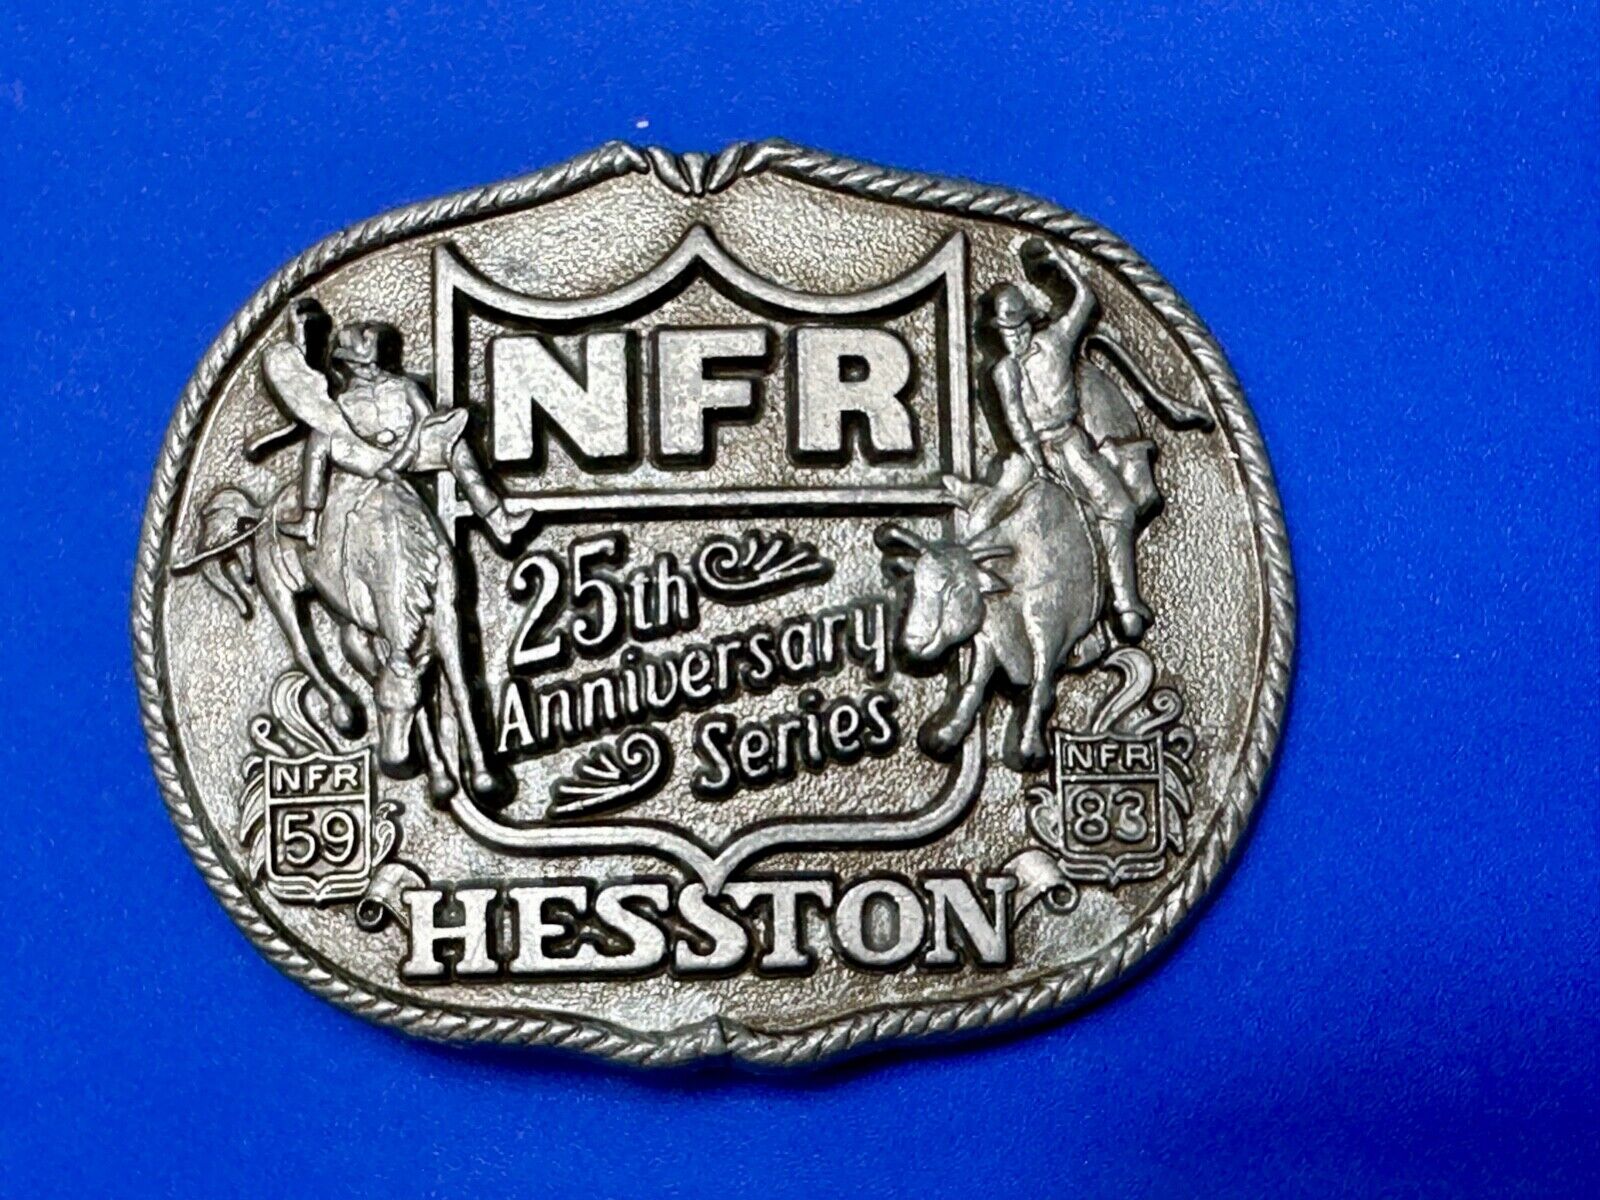 NFR
25th
Anniversary
Series
NFR
59
NFR
83
HESSTON